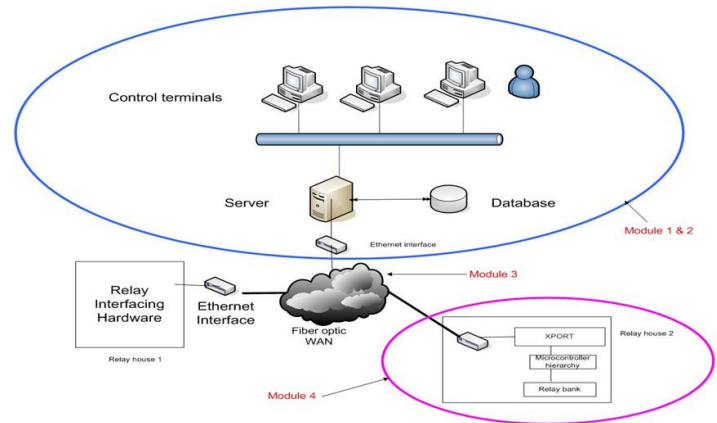 Control terminals
Server
Database
Module 1 & 2
Ethernet interface
Module 3
Relay
Interfacing
Hardware
Ethernet
Interface
Relay house 1
Fiber optic
WAN
XPORT
Relay house 2
Microcontroller
hierarchy
Relay bank
Module 4